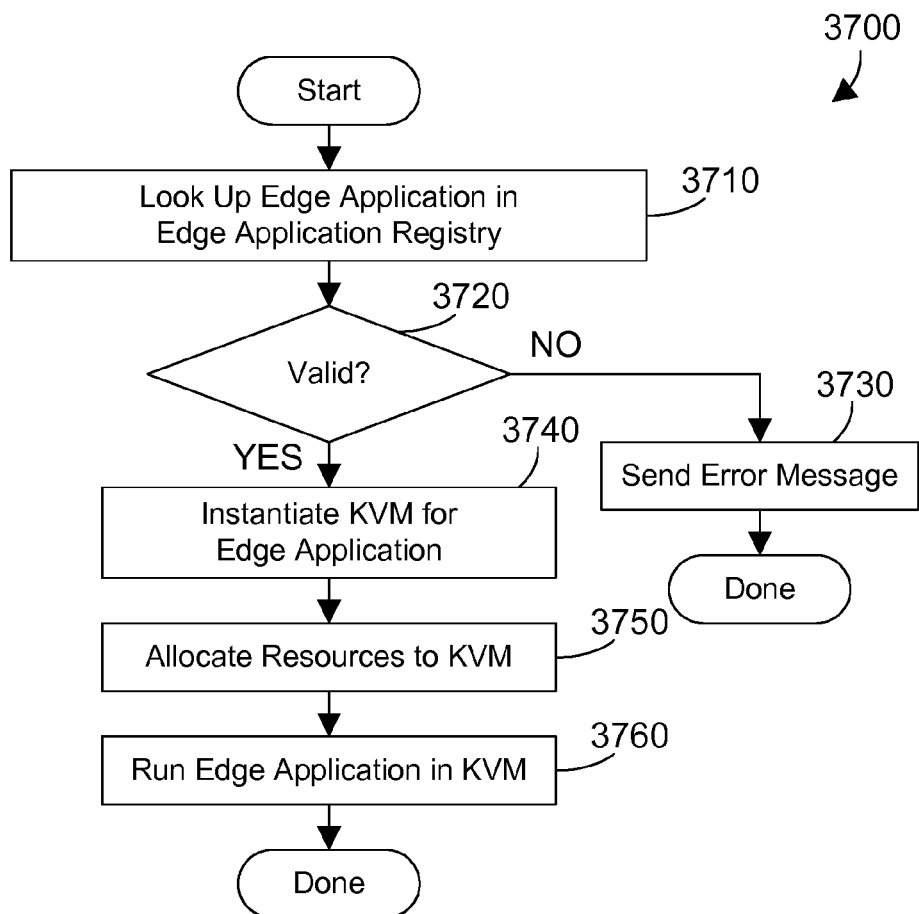 3700
Start
Look Up Edge Application in
Edge Application Registry
3710
3720
Valid?
NO
3730
Send Error Message
Done
YES
3740
Instantiate KVM for
Edge Application
3750
Allocate Resources to KVM
3760
Run Edge Application in KVM
Done